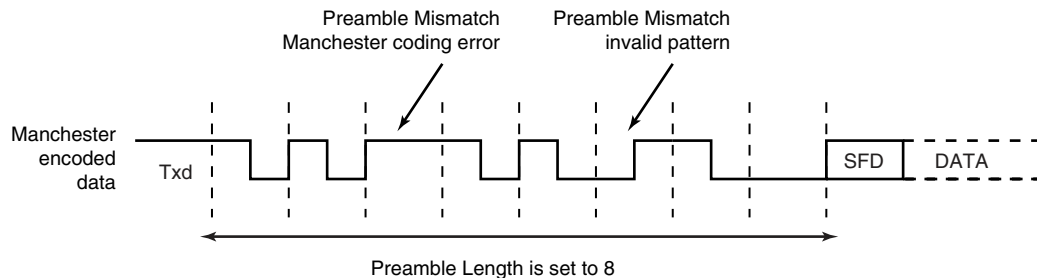 Preamble Mismatch
Manchester coding error
Preamble Mismatch
invalid pattern
Manchester
encoded
data
Txd
SFD
DATA
Preamble Length is set to 8